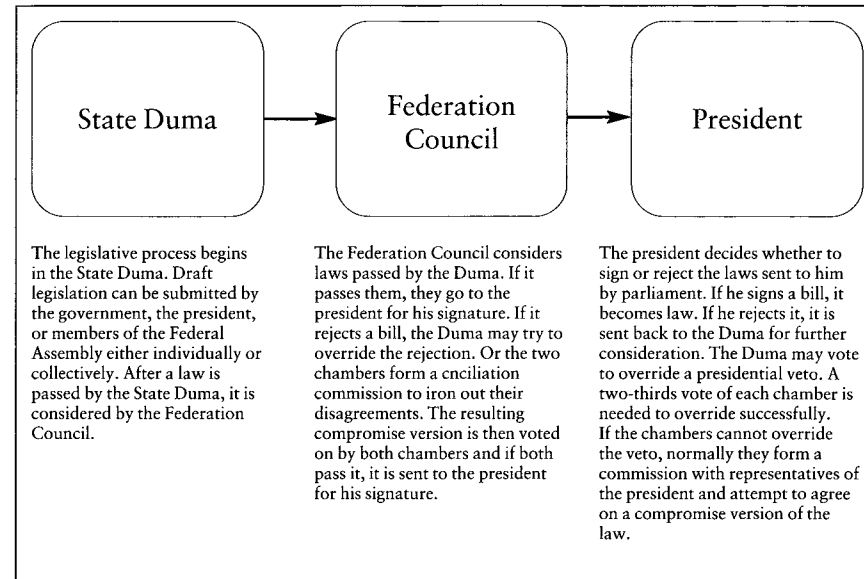 State Duma
Federation
Council
President
The legislative process begins
in the State Duma. Draft
legislation can be submitted by
the government, the president,
or members of the Federal
Assembly either individually or
collectively. After a law is
passed by the State Duma, it is
considered by the Federation
Council.
The Federation Council considers
laws passed by the Duma. If it
passes them, they go to the
president for his signature. If it
rejects a bill, the Duma may try to
override the rejection. Or the two
chambers form a cnciliation
commission to iron out their
disagreements. The resulting
compromise version is then voted
on by both chambers and if both
pass it, it is sent to the president
for his signature.
The president decides whether to
sign or reject the laws sent to him
by parliament. If he signs a bill, it
becomes law. If he rejects it, it is
sent back to the Duma for further
consideration. The Duma may vote
to override a presidential veto. A
two-thirds vote of each chamber is
needed to override successfully.
If the chambers cannot override
the veto, normally they form a
commission with representatives of
the president and attempt to agree
on a compromise version of the
law.